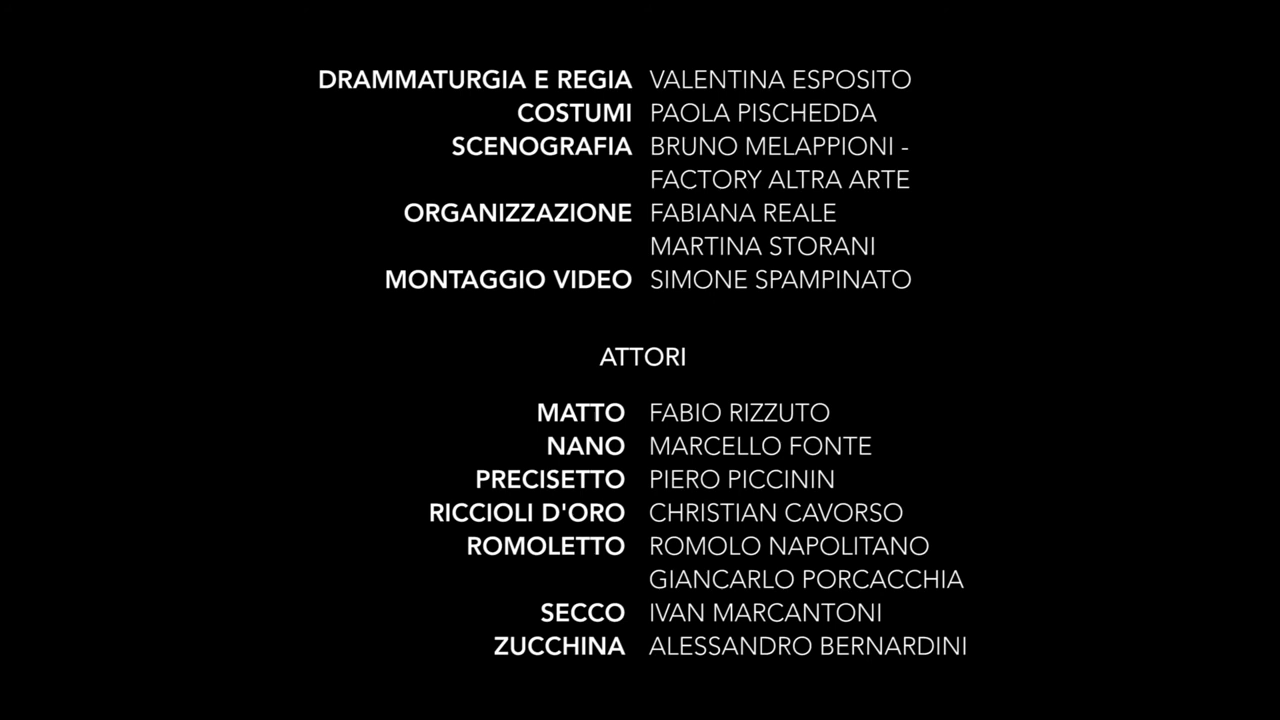 DRAMMATURGIA E REGIA VALENTINA ESPOSITO
COSTUMI PAOLA PISCHEDDA
SCENOGRAFIA BRUNO MELAPPIONI -
FACTORY ALTRA ARTE
ORGANIZZAZIONE FABIANA REALE
MARTINA STORANI
MONTAGGIO VIDEO SIMONE SPAMPINATO
ATTORI
MATTO FABIO RIZZUTO
NANO MARCELLO FONTE
PRECISETTO PIERO PICCININ
RICCIOLI D'ORO CHRISTIAN CAVORSO
ROMOLETTO ROMOLO NAPOLITANO
GIANCARLO PORCACCHIA
SECCO IVAN MARCANTONI
ZUCCHINA ALESSANDRO BERNARDINI